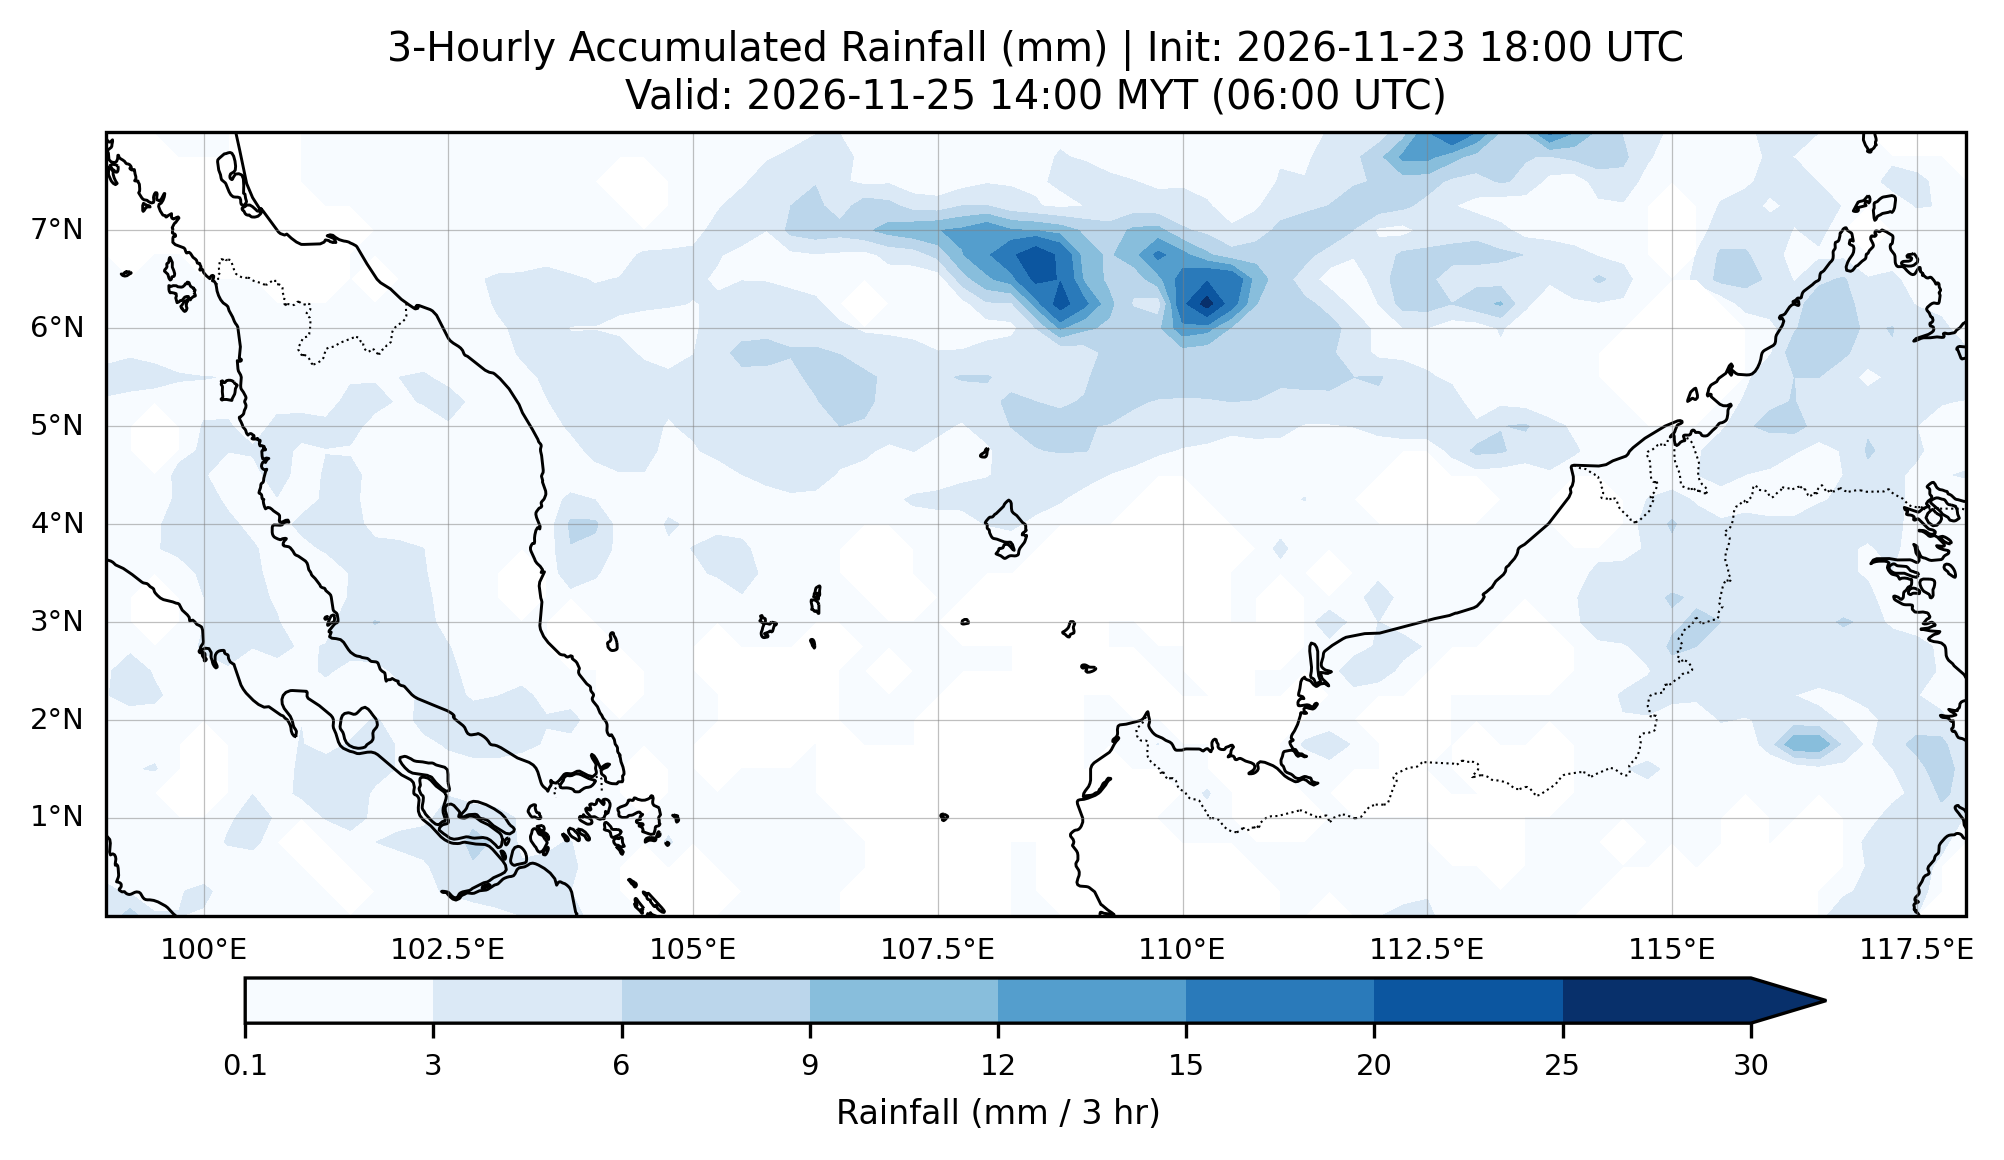 3-Hourly Accumulated Rainfall (mm) | Init: 2026-11-23 18:00 UTC
Valid: 2026-11-25 14:00 MYT (06:00 UTC)
7°N
6°N
5°N
4°N
3°N
2°N
1°N
100°E 102.5°E 105°E 107.5°E 110°E 112.5°E 115°E 117.5°E
0.1 3 6 9 12 15 20 25 30
Rainfall (mm / 3 hr)